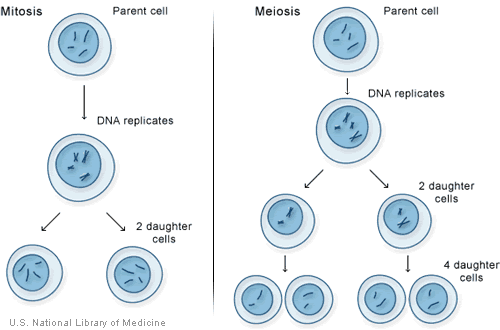 Mitosis
Parent cell
DNA replicates
2 daughter
cells
Meiosis
Parent cell
DNA replicates
2 daughter
cells
4 daughter
cells
U.S. National Library of Medicine